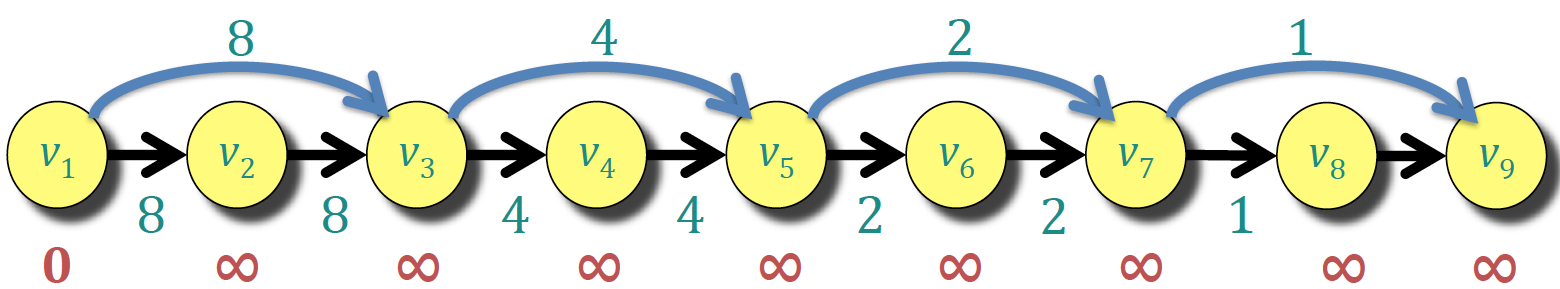 8 4 2 1
v₁ v₂ v₃ v₄ v₅ v₆ v₇ v₈ v₉
8 8 4 4 2 2 1
0 ∞ ∞ ∞ ∞ ∞ ∞ ∞ ∞